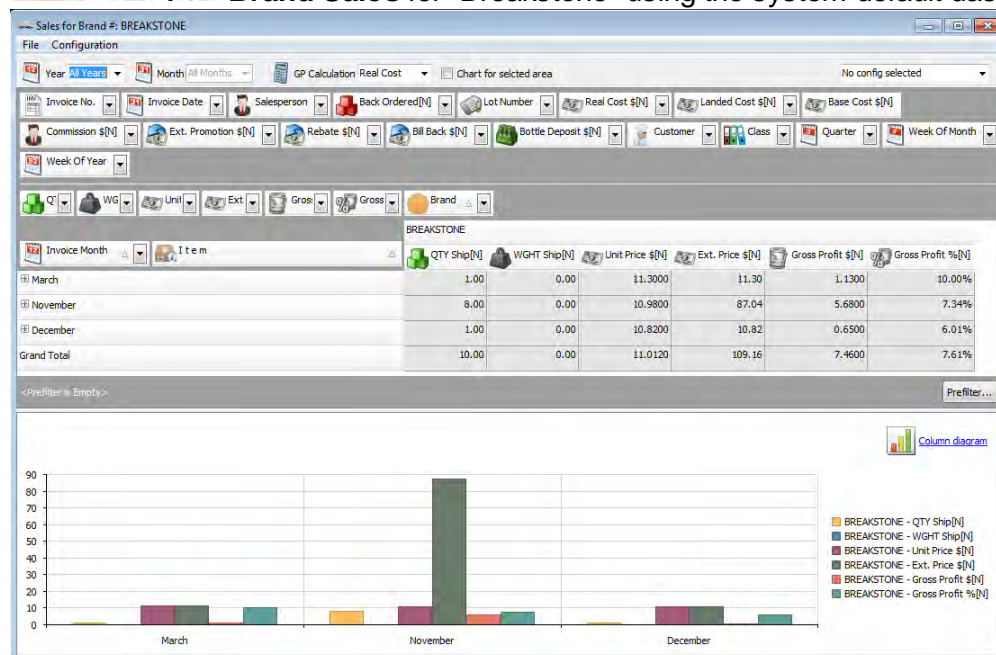 Brand Sales for "Breakstone" using the system default das
Sales for Brand #: BREAKSTONE
File Configuration
Year All Years Month All Months GP Calculation Real Cost Chart for selcted area No config selected
Invoice No. Invoice Date Salesperson Back Ordered[N] Lot Number Real Cost $[N] Landed Cost $[N] Base Cost $[N]
Commission $[N] Ext. Promotion $[N] Rebate $[N] Bill Back $[N] Bottle Deposit $[N] Customer Class Quarter Week Of Month
Week Of Year
WG Unit Ext Gros Gross Brand
BREAKSTONE
Invoice Month Item QTY Ship[N] WGHT Ship[N] Unit Price $[N] Ext. Price $[N] Gross Profit $[N] Gross Profit %[N]
March 1.00 0.00 11.3000 11.30 1.1300 10.00%
November 8.00 0.00 10.9800 87.04 5.6800 7.34%
December 1.00 0.00 10.8200 10.82 0.6500 6.01%
Grand Total 10.00 0.00 11.0120 109.16 7.4600 7.61%
<Prefilter is Empty> Prefilter...
Column diagram
90
80
70
60
50
40
30
20
10
0
March November December
BREAKSTONE - QTY Ship[N]
BREAKSTONE - WGHT Ship[N]
BREAKSTONE - Unit Price $[N]
BREAKSTONE - Ext. Price $[N]
BREAKSTONE - Gross Profit $[N]
BREAKSTONE - Gross Profit %[N]